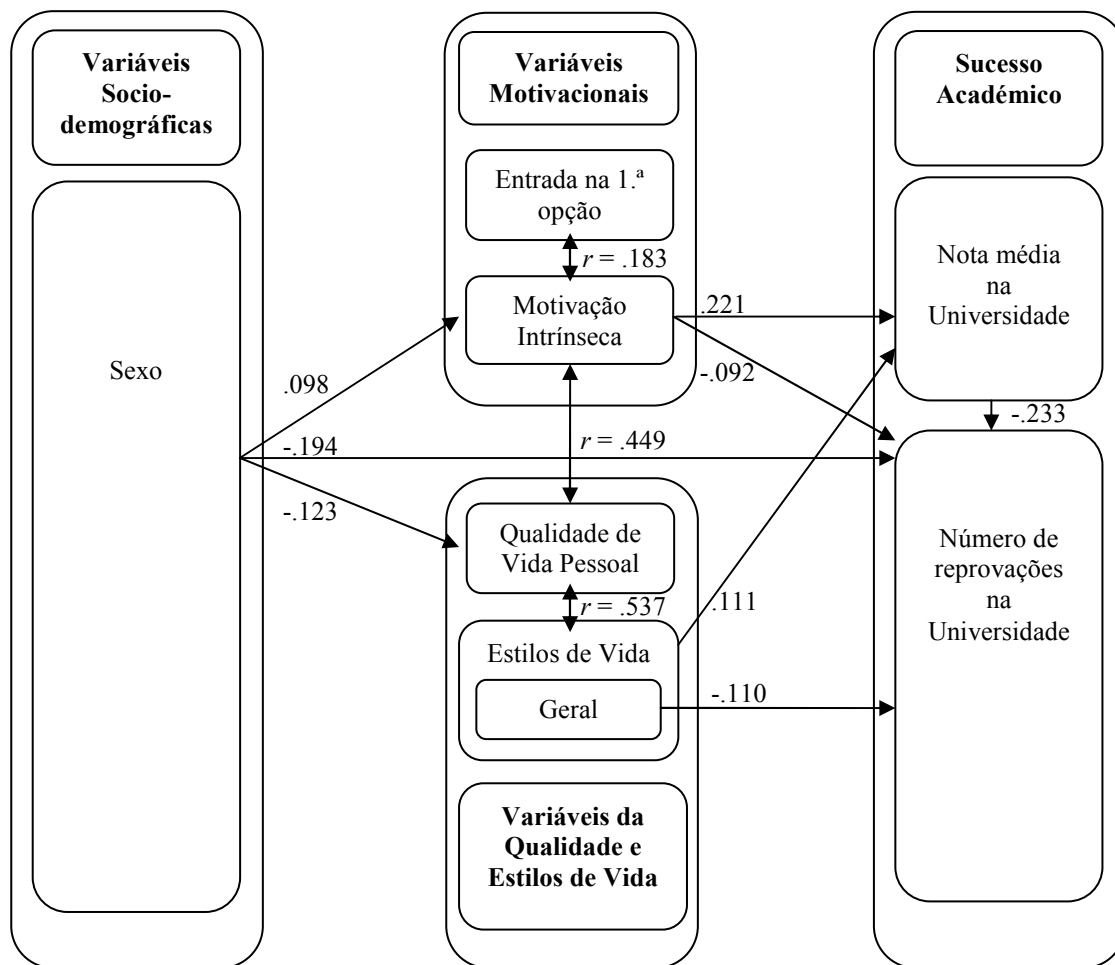 Variáveis
Socio-
demográficas
Sexo
.098
-.194
-.123
Variáveis
Motivacionais
Entrada na 1.ª
opção
r = .183
Motivação
Intrínseca
.221
-.092
r = .449
Qualidade de
Vida Pessoal
r = .537
.111
Estilos de Vida
Geral
-.110
Variáveis da
Qualidade e
Estilos de Vida
Sucesso
Académico
Nota média
na
Universidade
-.233
Número de
reprovações
na
Universidade